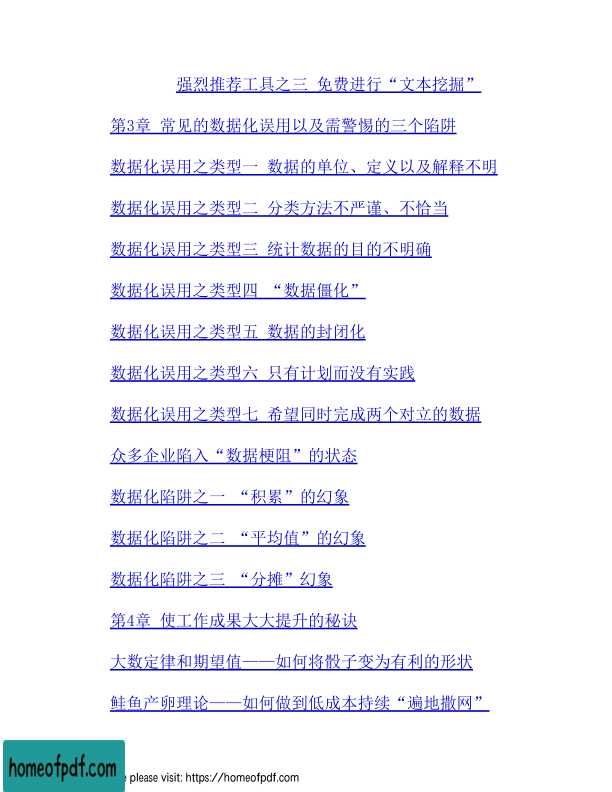 强烈推荐工具之三 免费进行“文本挖掘”
第3章 常见的数据化误用以及需警惕的三个陷阱
数据化误用之类型一 数据的单位、定义以及解释不明
数据化误用之类型二 分类方法不严谨、不恰当
数据化误用之类型三 统计数据的目的不明确
数据化误用之类型四 “数据僵化”
数据化误用之类型五 数据的封闭化
数据化误用之类型六 只有计划而没有实践
数据化误用之类型七 希望同时完成两个对立的数据
众多企业陷入“数据梗阻”的状态
数据化陷阱之一 “积累”的幻象
数据化陷阱之二 “平均值”的幻象
数据化陷阱之三 “分摊”幻象
第4章 使工作成果大大提升的秘诀
大数定律和期望值——如何将骰子变为有利的形状
鲑鱼产卵理论——如何做到低成本持续“遍地撒网”
homeofpdf.com
please visit: https://homeofpdf.com